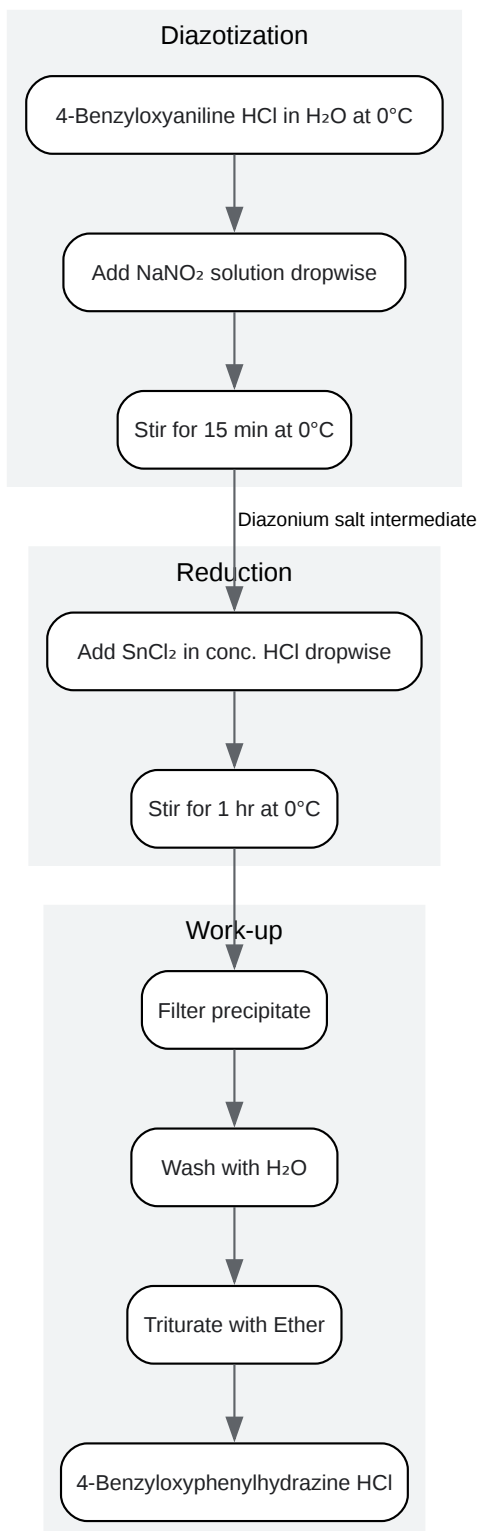 Diazotization
4-Benzyloxyaniline HCl in H₂O at 0°C
Add NaNO₂ solution dropwise
Stir for 15 min at 0°C
Diazonium salt intermediate
Reduction
Add SnCl₂ in conc. HCl dropwise
Stir for 1 hr at 0°C
Work-up
Filter precipitate
Wash with H₂O
Triturate with Ether
4-Benzyloxyphenylhydrazine HCl